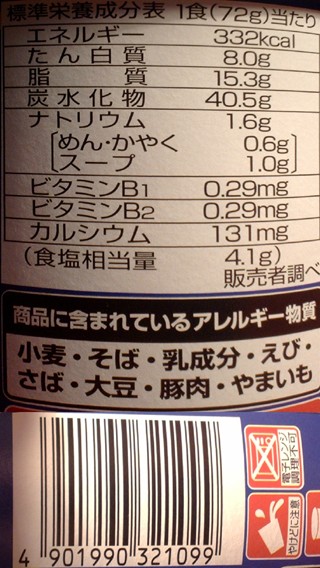 標準栄養成分表 1食(72g)当たり
エネルギー 332kcal
たん白質 8.0g
脂質 15.3g
炭水化物 40.5g
ナトリウム 1.6g
めん・かやく 0.6g
スープ 1.0g
ビタミンB1 0.29mg
ビタミンB2 0.29mg
カルシウム 131mg
(食塩相当量 4.1g)
販売者調べ
商品に含まれているアレルギー物質
小麦・そば・乳成分・えび・
さば・大豆・豚肉・やまいも
電子レンジ
調理不可
やけどに注意
4 901990 321099